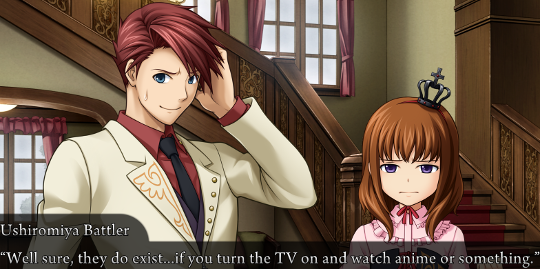 Ushiromiya Battler
“Well sure, they do exist...if you turn the TV on and watch anime or something.”